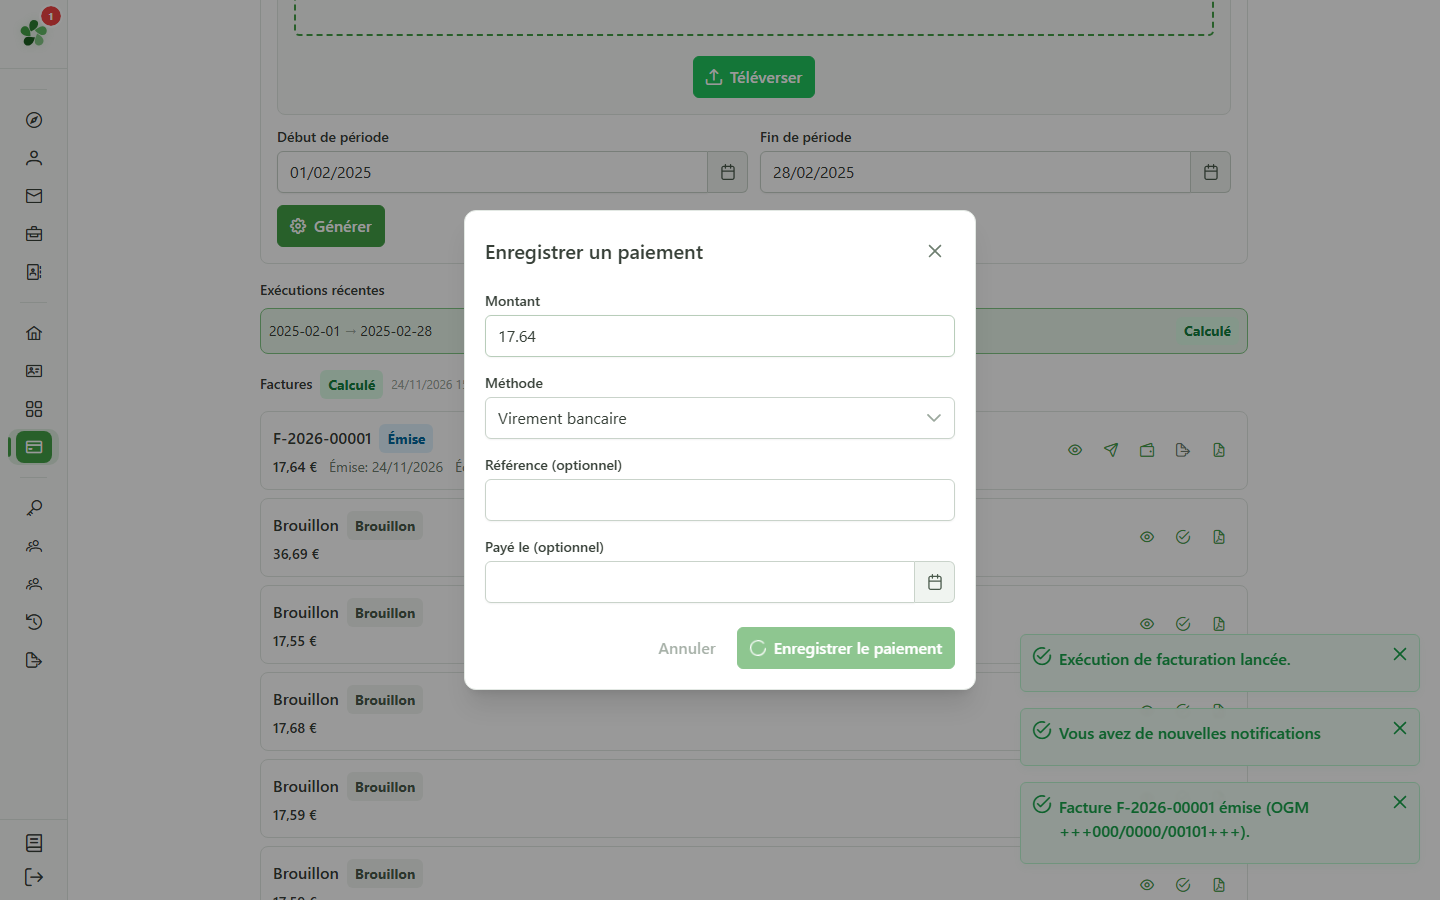 1
Téléverser
Début de période
Fin de période
01/02/2025
28/02/2025
Générer
Enregistrer un paiement
Montant
17.64
Méthode
Virement bancaire
Référence (optionnel)
Payé le (optionnel)
Annuler
Enregistrer le paiement
Exécutions récentes
2025-02-01 → 2025-02-28
Calculé
Factures Calculé 24/11/2026
F-2026-00001 Émise
17,64 € Émise: 24/11/2026
Brouillon Brouillon
36,69 €
Brouillon Brouillon
17,55 €
Brouillon Brouillon
17,68 €
Brouillon Brouillon
17,59 €
Brouillon Brouillon
Exécution de facturation lancée.
Vous avez de nouvelles notifications
Facture F-2026-00001 émise (OGM
+++000/0000/00101+++).